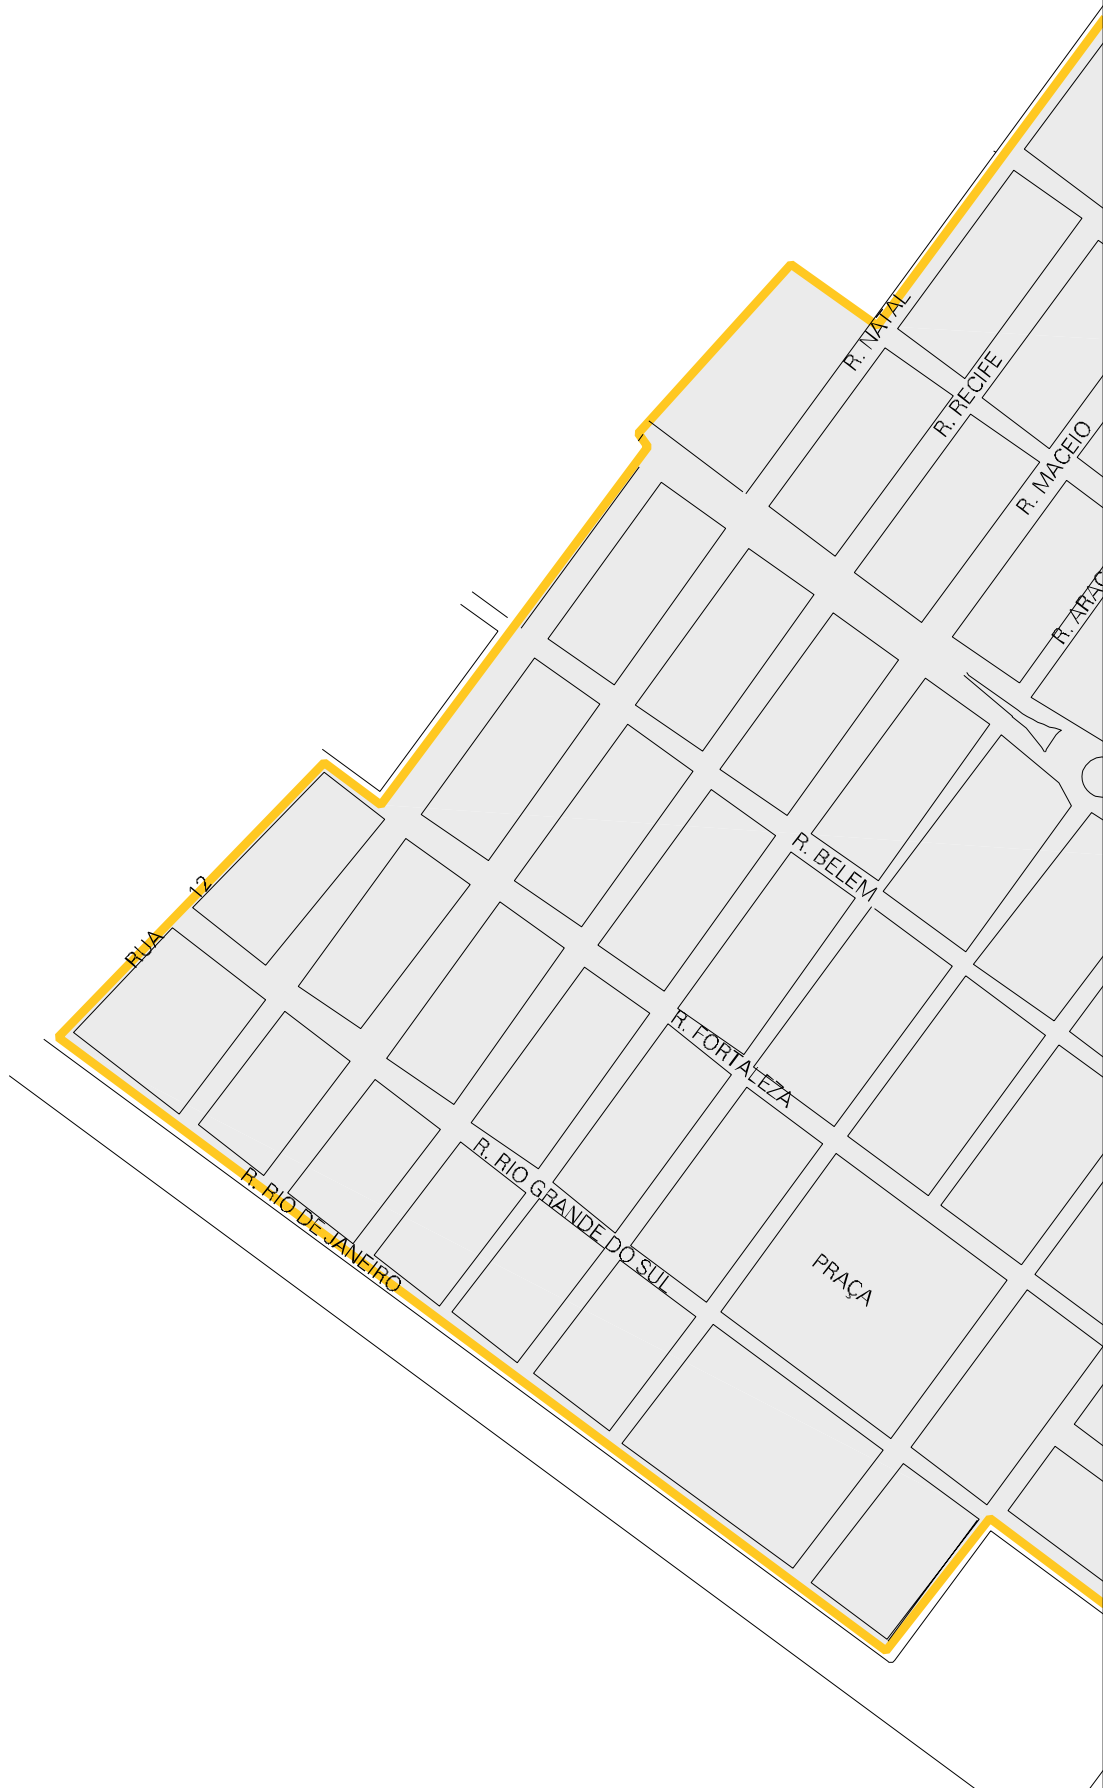 R. NATAL
R. RECIFE
R. MACEIO
R. BELEM
RUA 12
R. FORTALEZA
R. RIO GRANDE DO SUL
R. RIO DE JANEIRO
PRAÇA